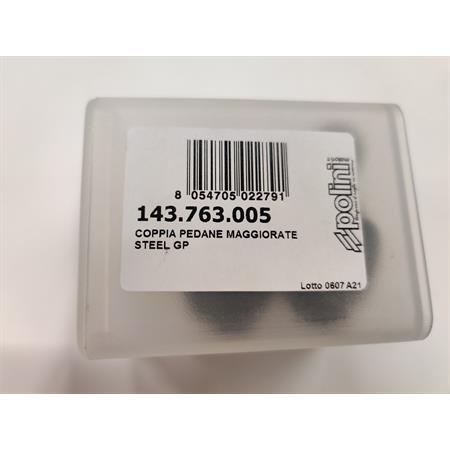 8 054705 022791
143.763.005
COPPIA PEDANE MAGGIORATE
STEEL GP
polini
Lotto 0607 A21